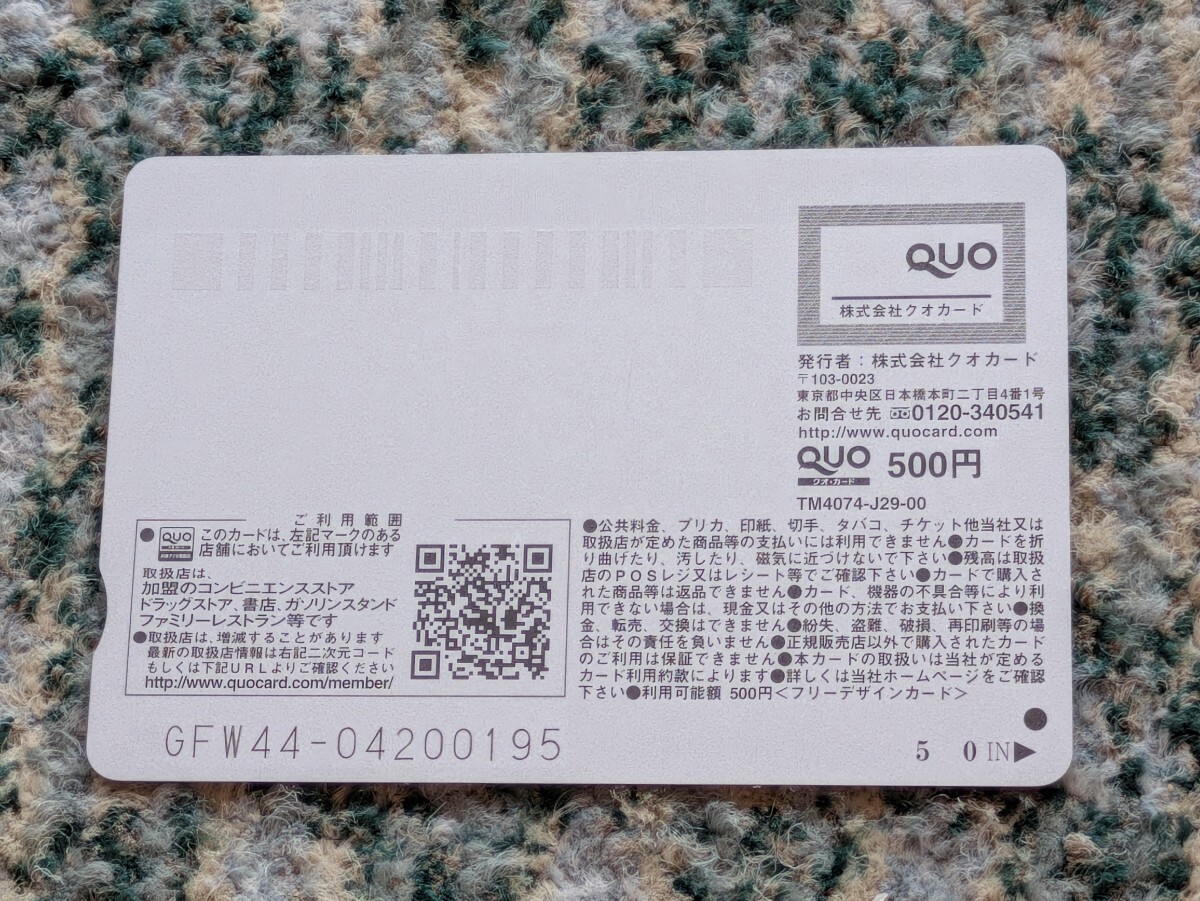 QUO
株式会社クオカード
発行者：株式会社クオカード
〒103-0023
東京都中央区日本橋本町二丁目4番1号
お問合せ先 0120-340541
http://www.quocard.com
QUO 500円
クオ・カード
TM4074-J29-00
ご利用範囲
●QUO このカードは、左記マークのある
店舗においてご利用頂けます
取扱店は、
加盟のコンビニエンスストア
ドラッグストア、書店、ガソリンスタンド
ファミリーレストラン等です
●取扱店は、増減することがあります
最新の取扱店情報は右記二次元コード
もしくは下記URLよりご確認ください
http://www.quocard.com/member/
●公共料金、プリカ、印紙、切手、タバコ、チケット他当社又は
取扱店が定めた商品等の支払いには利用できません●カードを折
り曲げたり、汚したり、磁気に近づけないで下さい●残高は取扱
店のPOSレジ又はレシート等でご確認下さい●カードで購入さ
れた商品等は返品できません●カード、機器の不具合等により利
用できない場合は、現金又はその他の方法でお支払い下さい●換
金、転売、交換はできません●紛失、盗難、破損、再印刷等の場
合はその責任を負いません●正規販売店以外で購入されたカード
のご利用は保証できません●本カードの取扱いは当社が定める
カード利用約款によります●詳しくは当社ホームページをご確認
下さい●利用可能額 500円＜フリーデザインカード＞
GFW44-04200195
5 0 IN▶